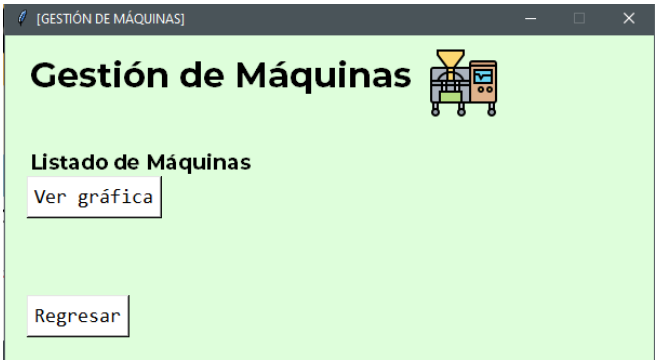 [GESTIÓN DE MÁQUINAS]
Gestión de Máquinas
Listado de Máquinas
Ver gráfica
Regresar